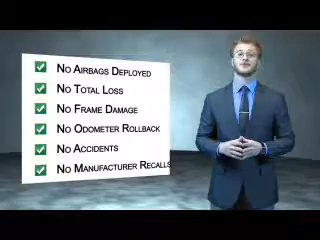 No Airbags Deployed
No Total Loss
No Frame Damage
No Odometer Rollback
No Accidents
No Manufacturer Recalls